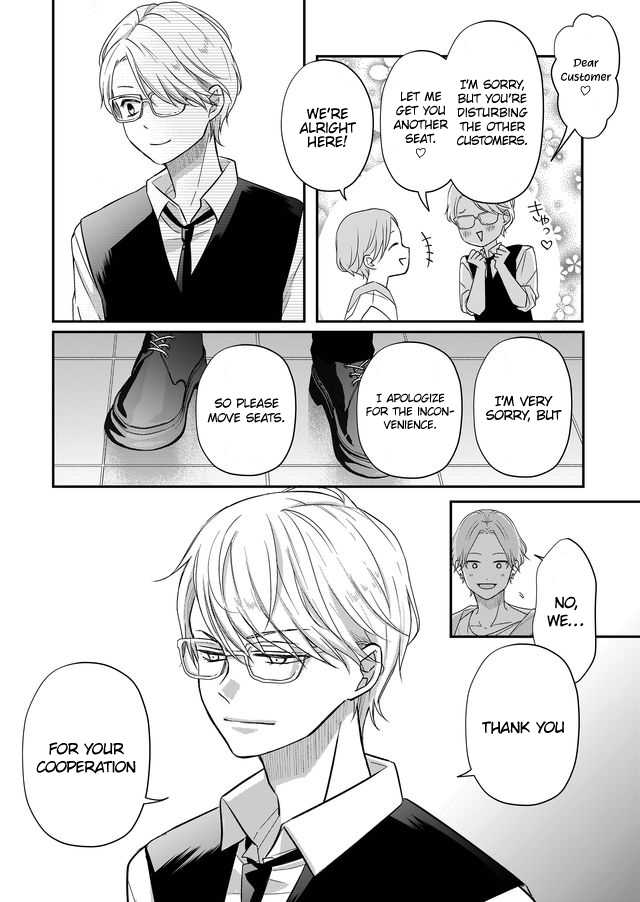 Dear
Customer
♡
I'M SORRY,
BUT YOU'RE
DISTURBING
THE OTHER
CUSTOMERS.
LET ME
GET YOU
ANOTHER
SEAT.
♡
WE'RE
ALRIGHT
HERE!
きゃっ♡
I'M VERY
SORRY, BUT
I APOLOGIZE
FOR THE INCON-
VENIENCE.
SO PLEASE
MOVE SEATS.
NO,
WE...
THANK YOU
FOR YOUR
COOPERATION